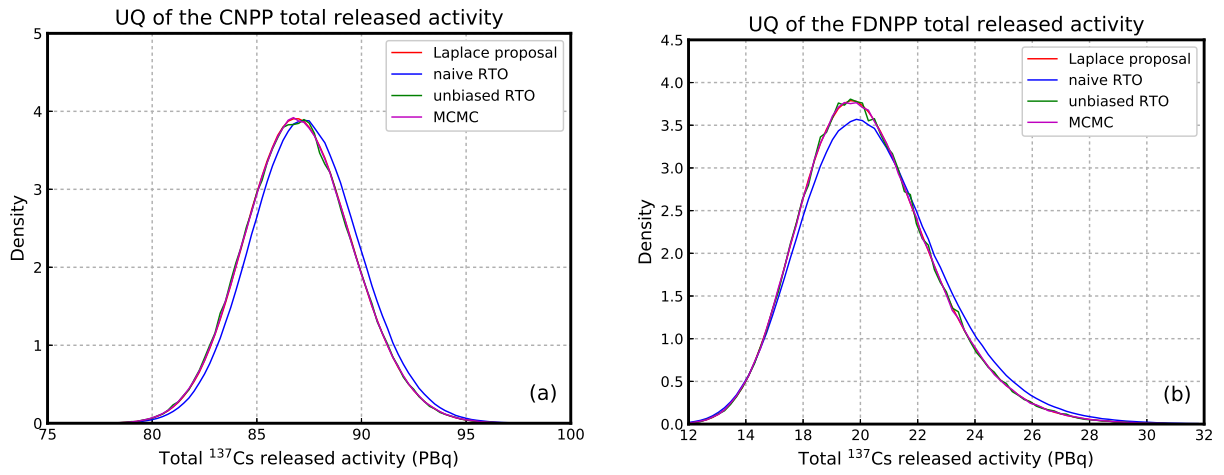 UQ of the CNPP total released activity
5
4
3
2
1
0
Density
75 80 85 90 95 100
Total ¹³⁷Cs released activity (PBq)
Laplace proposal
naive RTO
unbiased RTO
MCMC
(a)
UQ of the FDNPP total released activity
4.5
4.0
3.5
3.0
2.5
2.0
1.5
1.0
0.5
0.0
Density
12 14 16 18 20 22 24 26 28 30 32
Total ¹³⁷Cs released activity (PBq)
Laplace proposal
naive RTO
unbiased RTO
MCMC
(b)